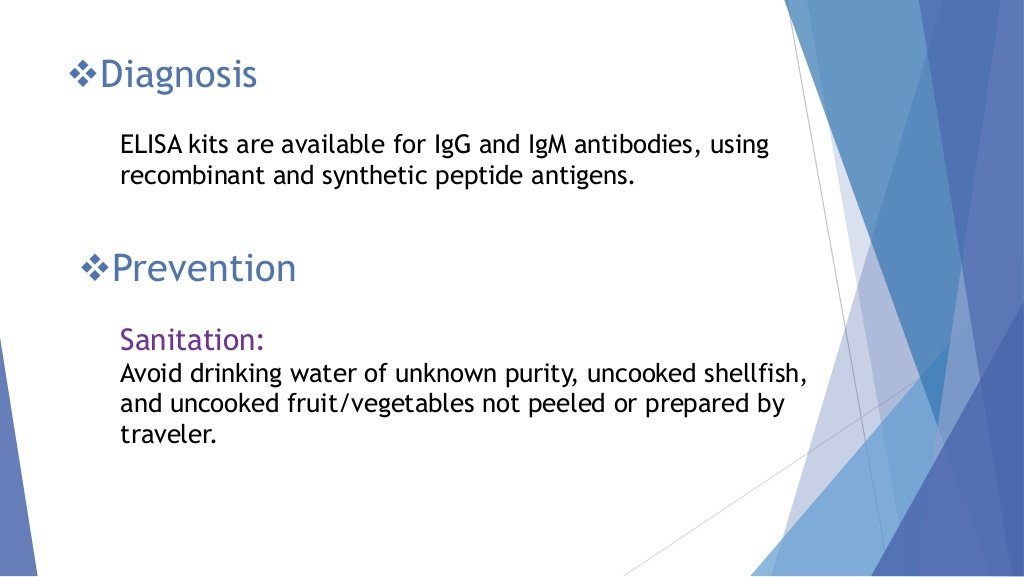 ❖Diagnosis
ELISA kits are available for IgG and IgM antibodies, using
recombinant and synthetic peptide antigens.
❖Prevention
Sanitation:
Avoid drinking water of unknown purity, uncooked shellfish,
and uncooked fruit/vegetables not peeled or prepared by
traveler.